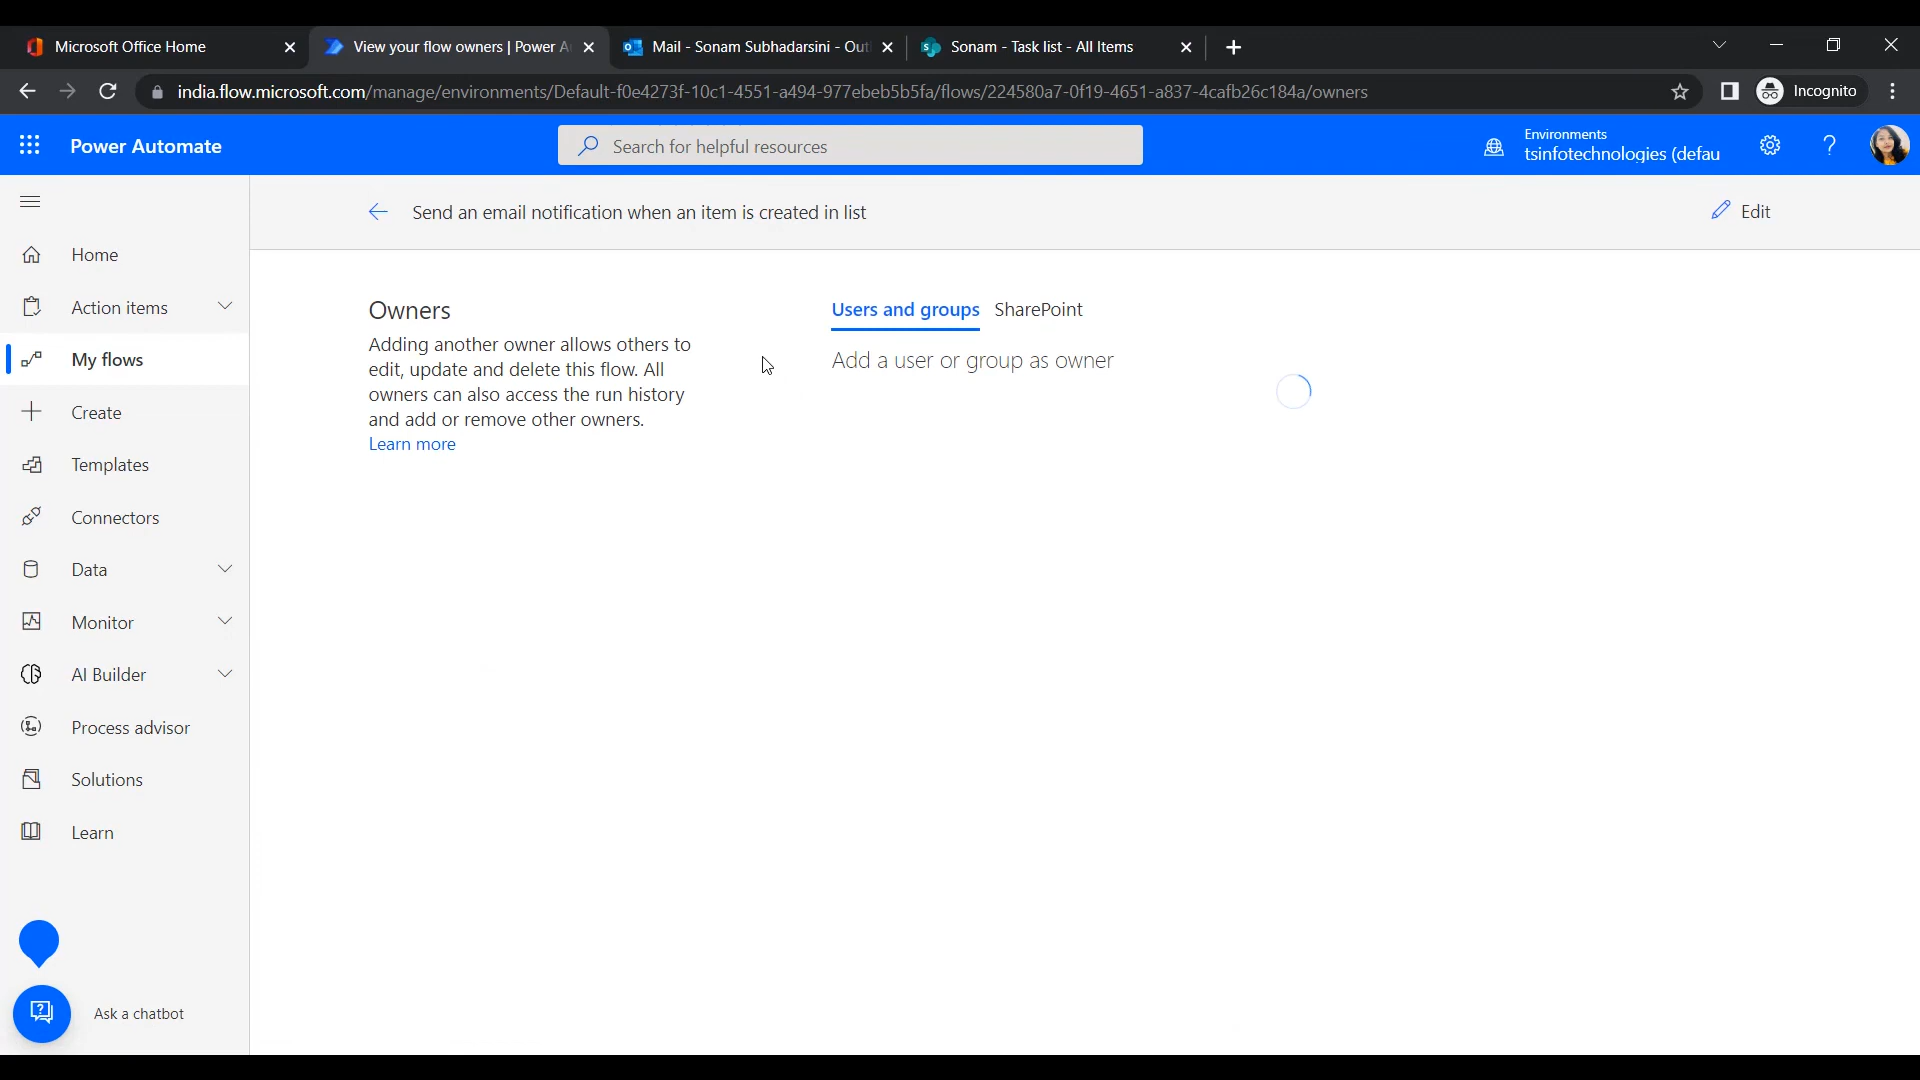 Microsoft Office Home
View your flow owners | Power A
Mail - Sonam Subhadarsini - Out
Sonam - Task list - All Items
india.flow.microsoft.com/manage/environments/Default-f0e4273f-10c1-4551-a494-977ebeb5b5fa/flows/224580a7-0f19-4651-a837-4cafb26c184a/owners
Incognito
Power Automate
Search for helpful resources
Environments
tsinfotechnologies (defau
Send an email notification when an item is created in list
Edit
Home
Action items
My flows
Create
Templates
Connectors
Data
Monitor
AI Builder
Process advisor
Solutions
Learn
Ask a chatbot
Owners
Adding another owner allows others to
edit, update and delete this flow. All
owners can also access the run history
and add or remove other owners.
Learn more
Users and groups
SharePoint
Add a user or group as owner